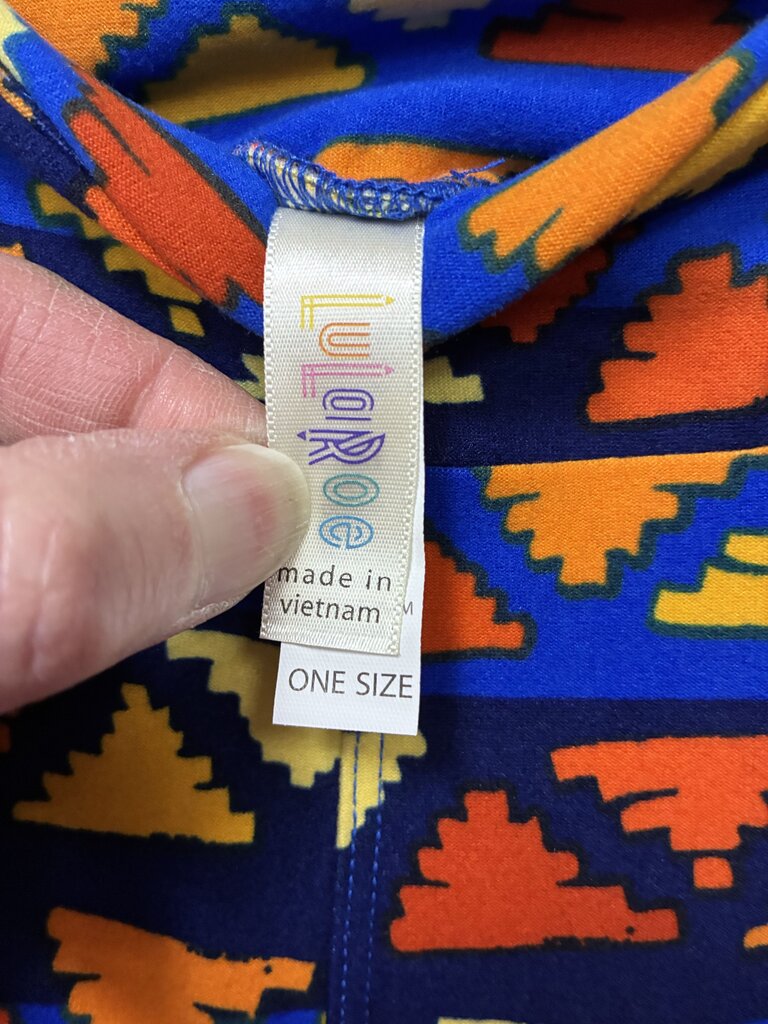 LuLaRoe
made in
vietnam
M
ONE SIZE